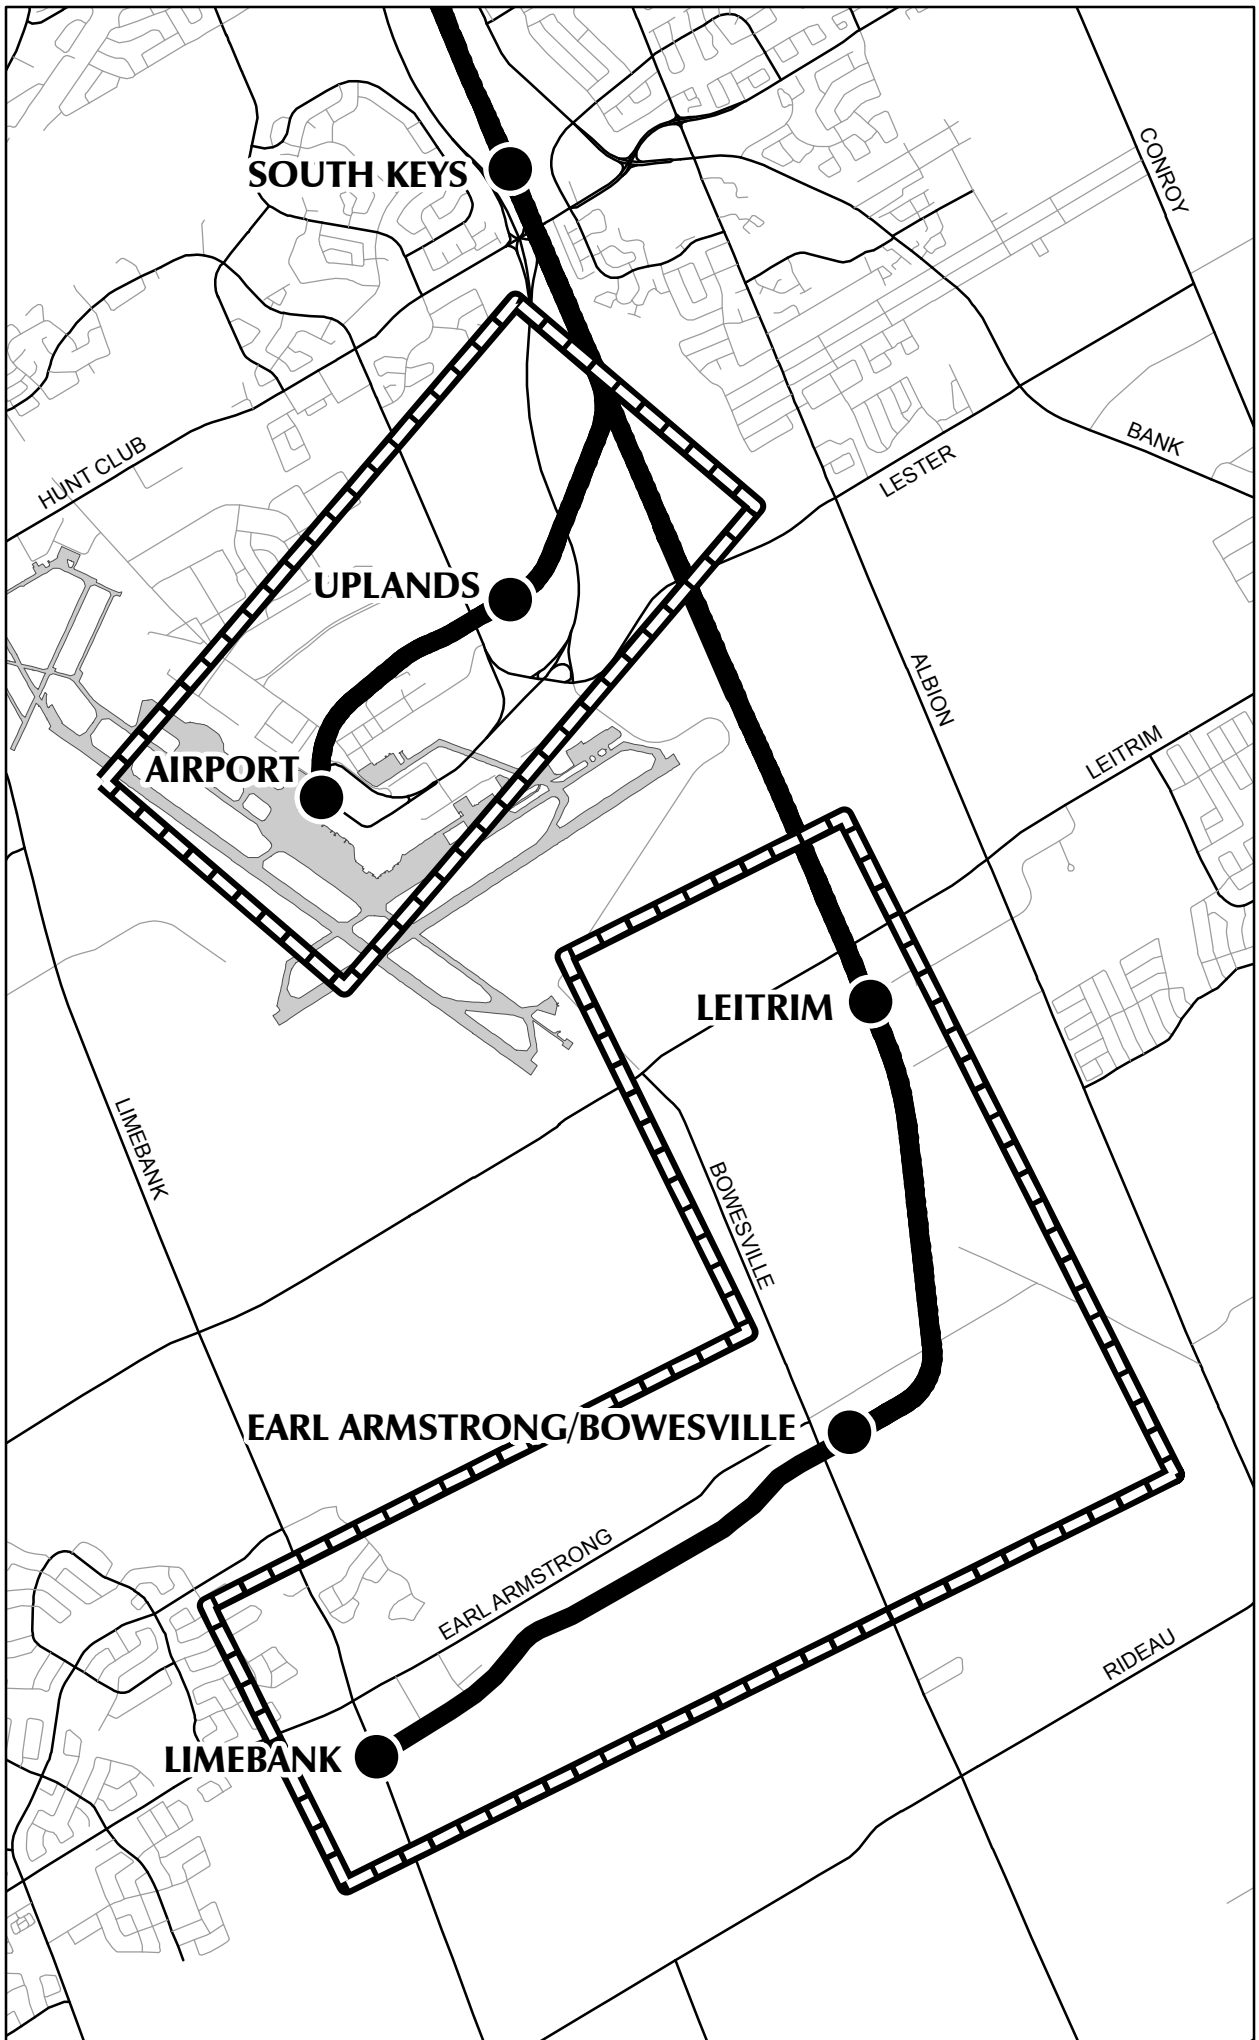 CONROY
SOUTH KEYS
BANK
HUNT CLUB
LESTER
UPLANDS
ALBION
LEITRIM
AIRPORT
LEITRIM
LIMEBANK
BOWESVILLE
EARL ARMSTRONG/BOWESVILLE
EARL ARMSTRONG
RIDEAU
LIMEBANK